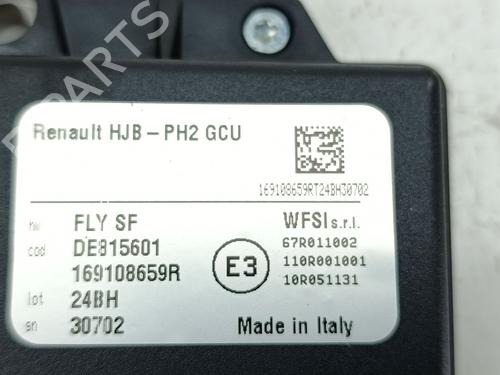 Renault HJB-PH2 GCU
169108659RT24BH30702
hw FLY SF
cod DE815601
169108659R
lot 24BH
sn 30702
WFSI s.r.l.
67R011002
110R001001
10R051131
E3
Made in Italy
B-PARTS